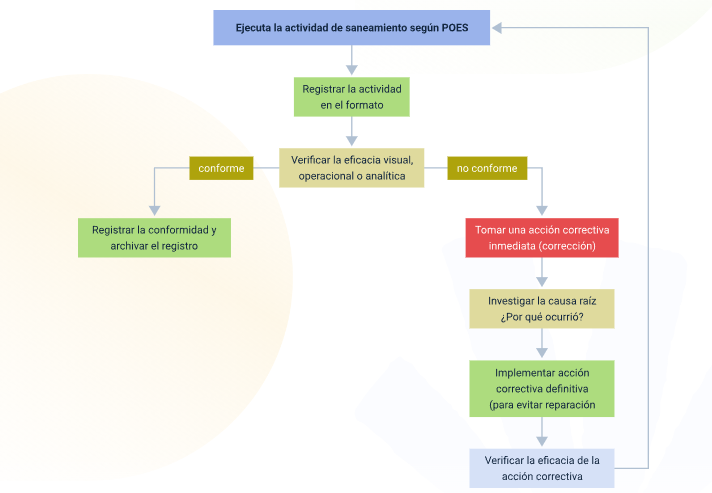 Ejecuta la actividad de saneamiento según POES
Registrar la actividad
en el formato
Verificar la eficacia visual,
operacional o analítica
conforme
no conforme
Registrar la conformidad y
archivar el registro
Tomar una acción correctiva
inmediata (corrección)
Investigar la causa raíz
¿Por qué ocurrió?
Implementar acción
correctiva definitiva
(para evitar reparación
Verificar la eficacia de la
acción correctiva